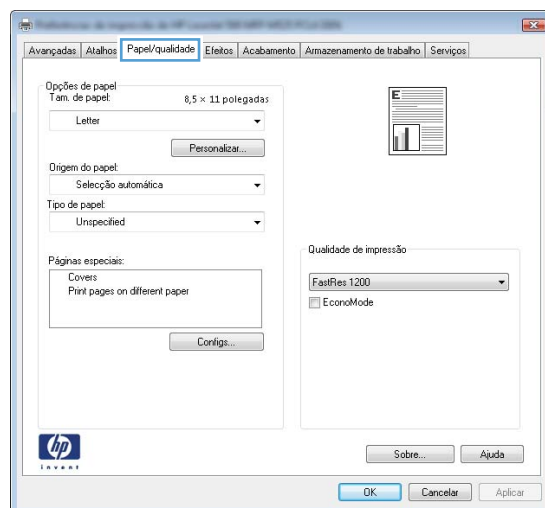 Avançadas Atalhos Papel/qualidade Efeitos Acabamento Armazenamento de trabalho Serviços
Opções de papel
Tam. de papel: 8,5 × 11 polegadas
Letter
Personalizar...
Origem do papel:
Selecção automática
Tipo de papel:
Unspecified
Páginas especiais:
Covers
Print pages on different paper
Configs...
E
Qualidade de impressão
FastRes 1200
EconoMode
hp
invent
Sobre... Ajuda
OK Cancelar Aplicar